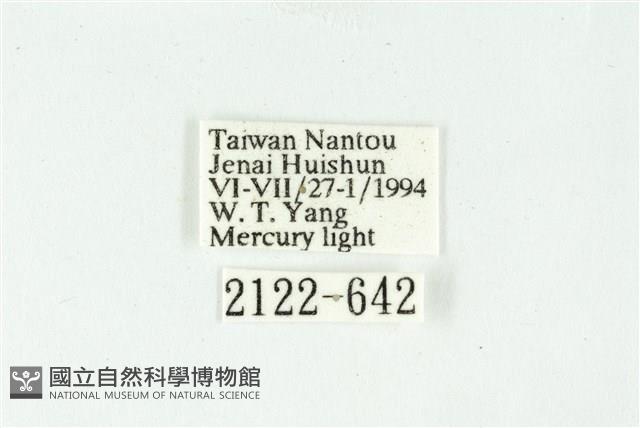 Taiwan Nantou
Jenai Huishun
VI-VII/27-1/1994
W. T. Yang
Mercury light
2122-642
國立自然科學博物館
NATIONAL MUSEUM OF NATURAL SCIENCE